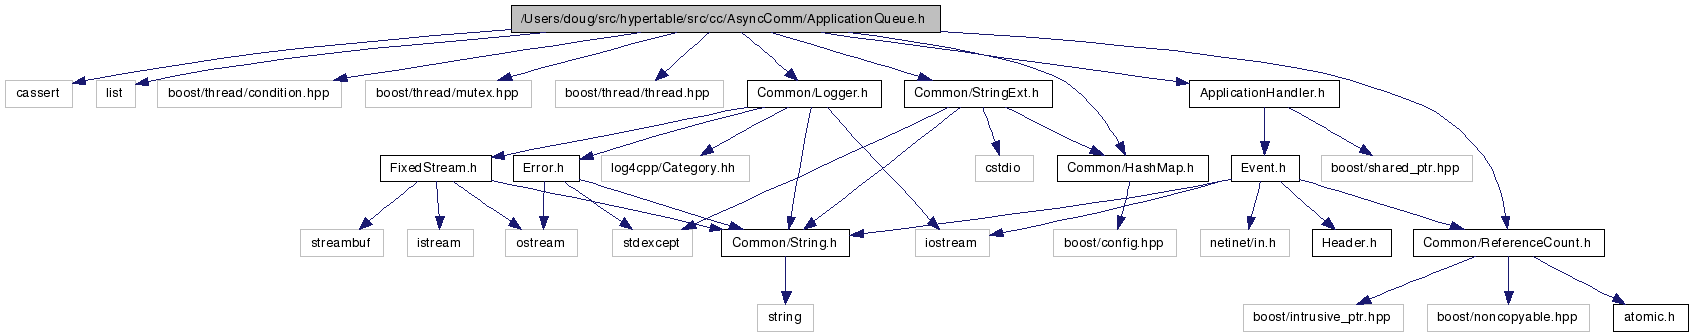 /Users/doug/src/hypertable/src/cc/AsyncComm/ApplicationQueue.h
cassert
list
boost/thread/condition.hpp
boost/thread/mutex.hpp
boost/thread/thread.hpp
Common/Logger.h
Common/StringExt.h
ApplicationHandler.h
FixedStream.h
Error.h
log4cpp/Category.hh
cstdio
Common/HashMap.h
Event.h
boost/shared_ptr.hpp
streambuf
istream
ostream
stdexcept
Common/String.h
iostream
boost/config.hpp
netinet/in.h
Header.h
Common/ReferenceCount.h
string
boost/intrusive_ptr.hpp
boost/noncopyable.hpp
atomic.h